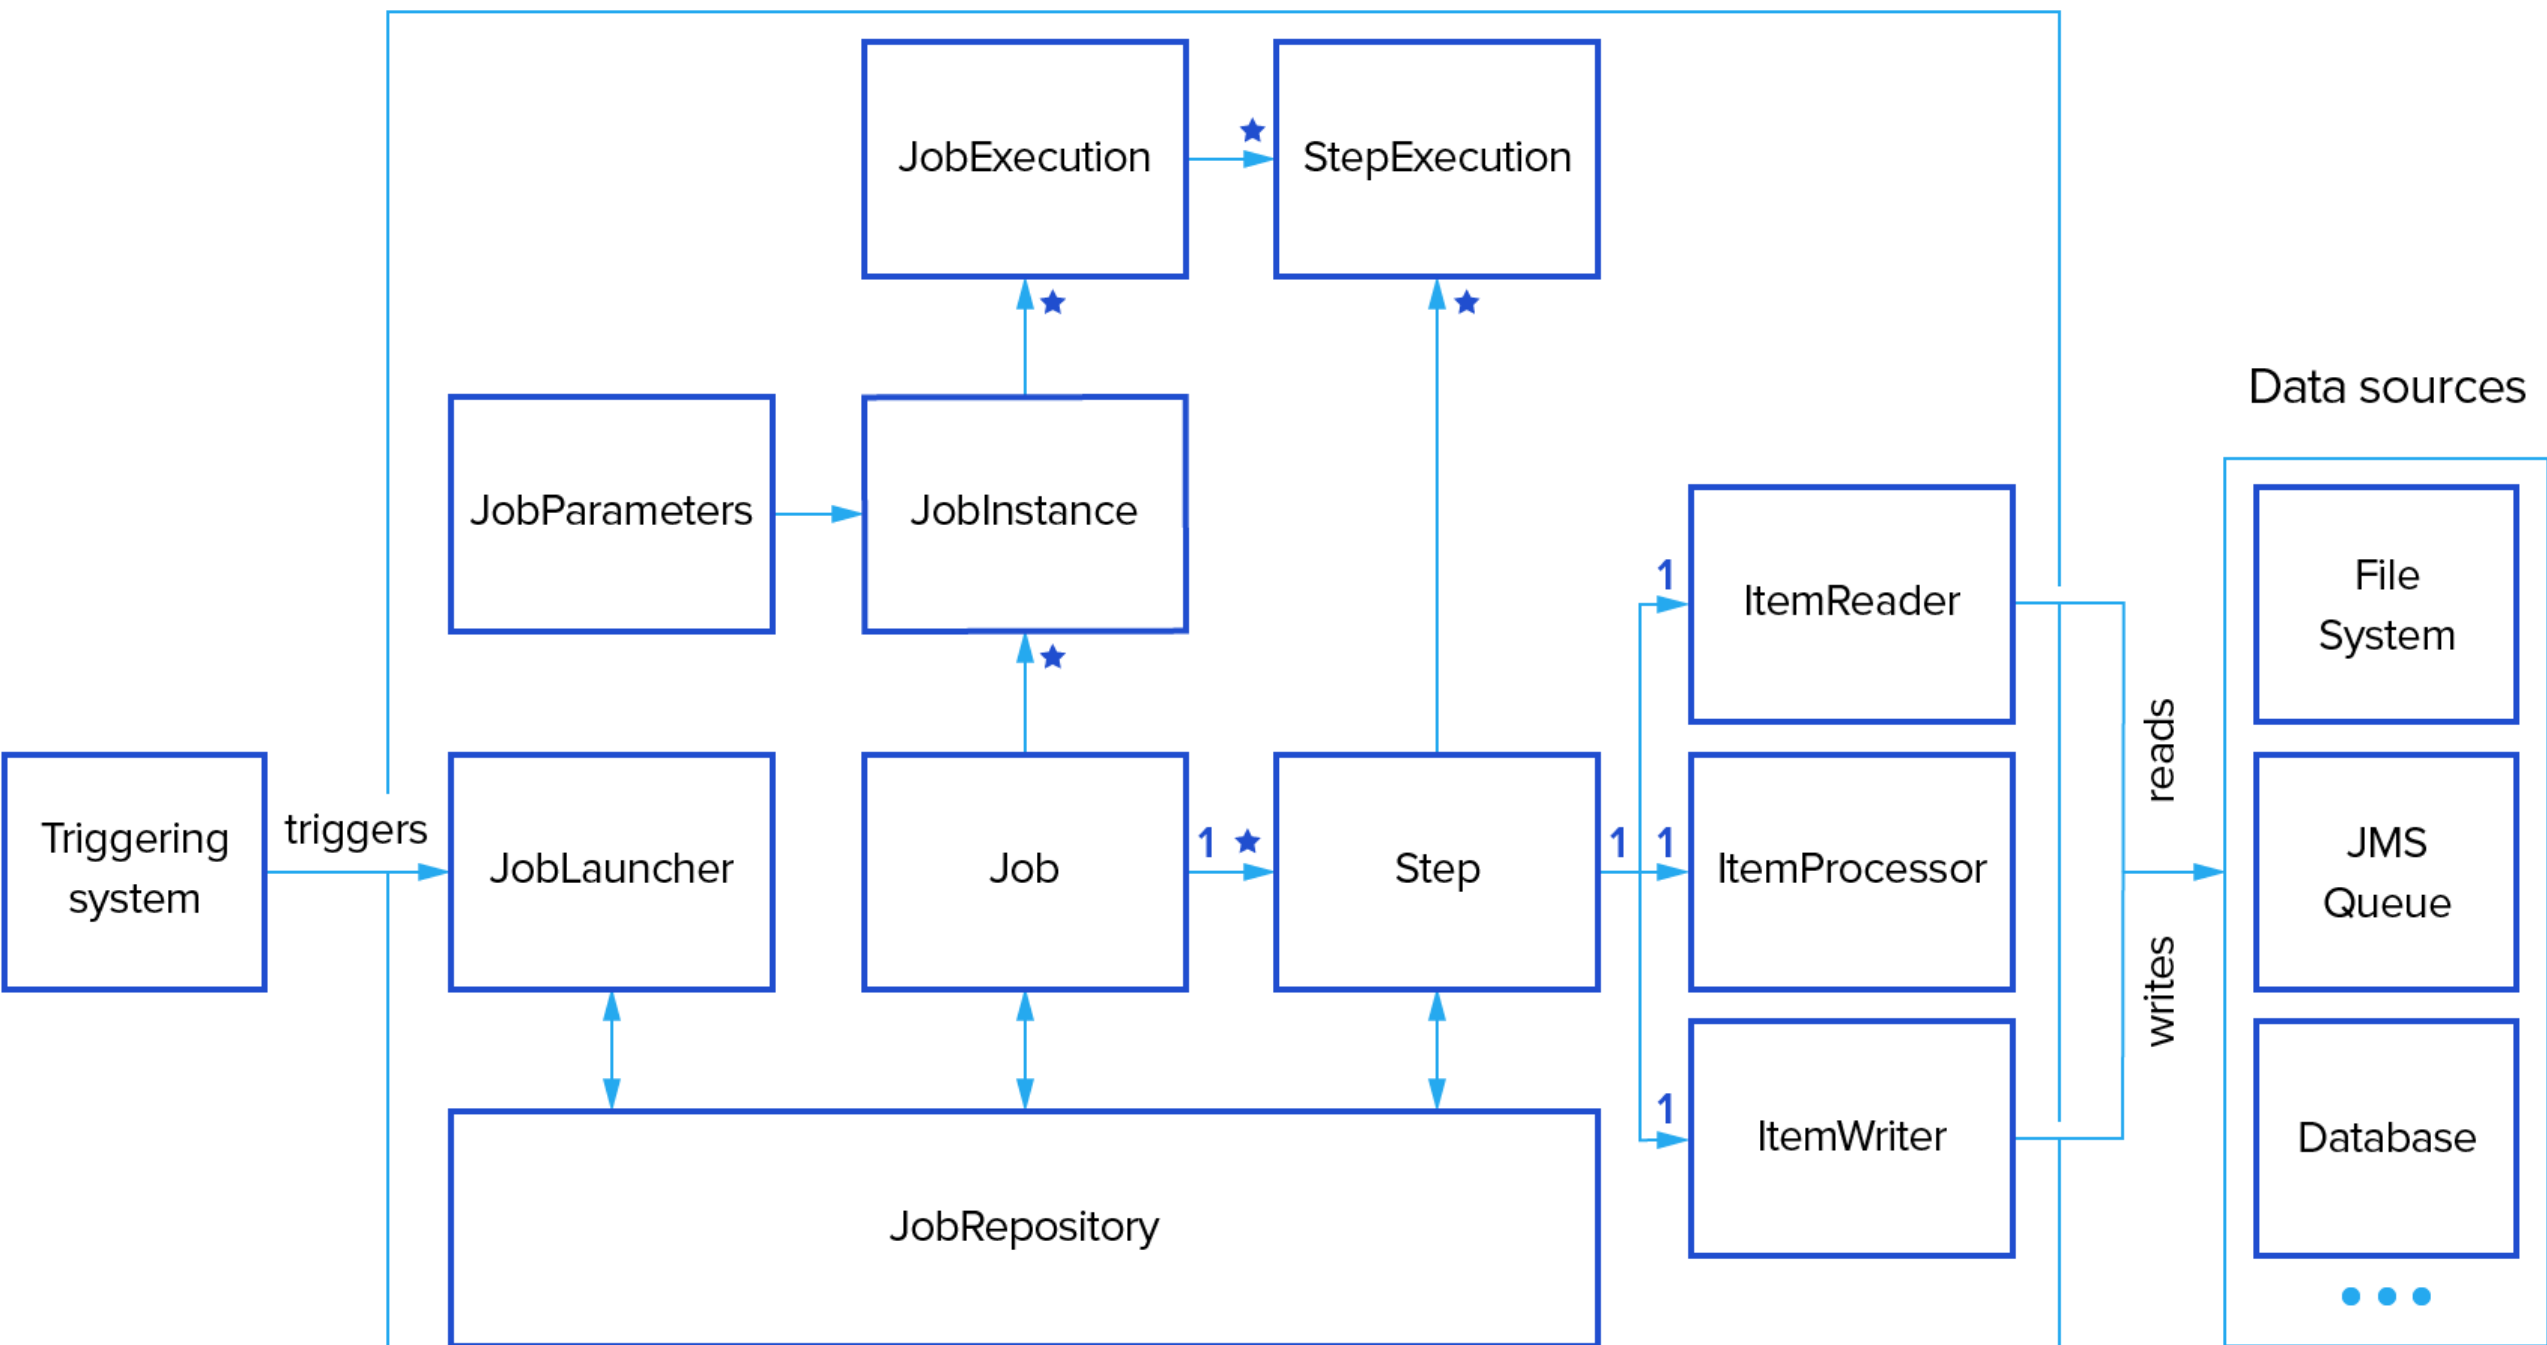 JobExecution
StepExecution
Data sources
JobParameters
JobInstance
1
ItemReader
File
System
reads
Triggering
system
triggers
JobLauncher
Job
1
Step
1
1
ItemProcessor
JMS
Queue
writes
1
ItemWriter
Database
JobRepository